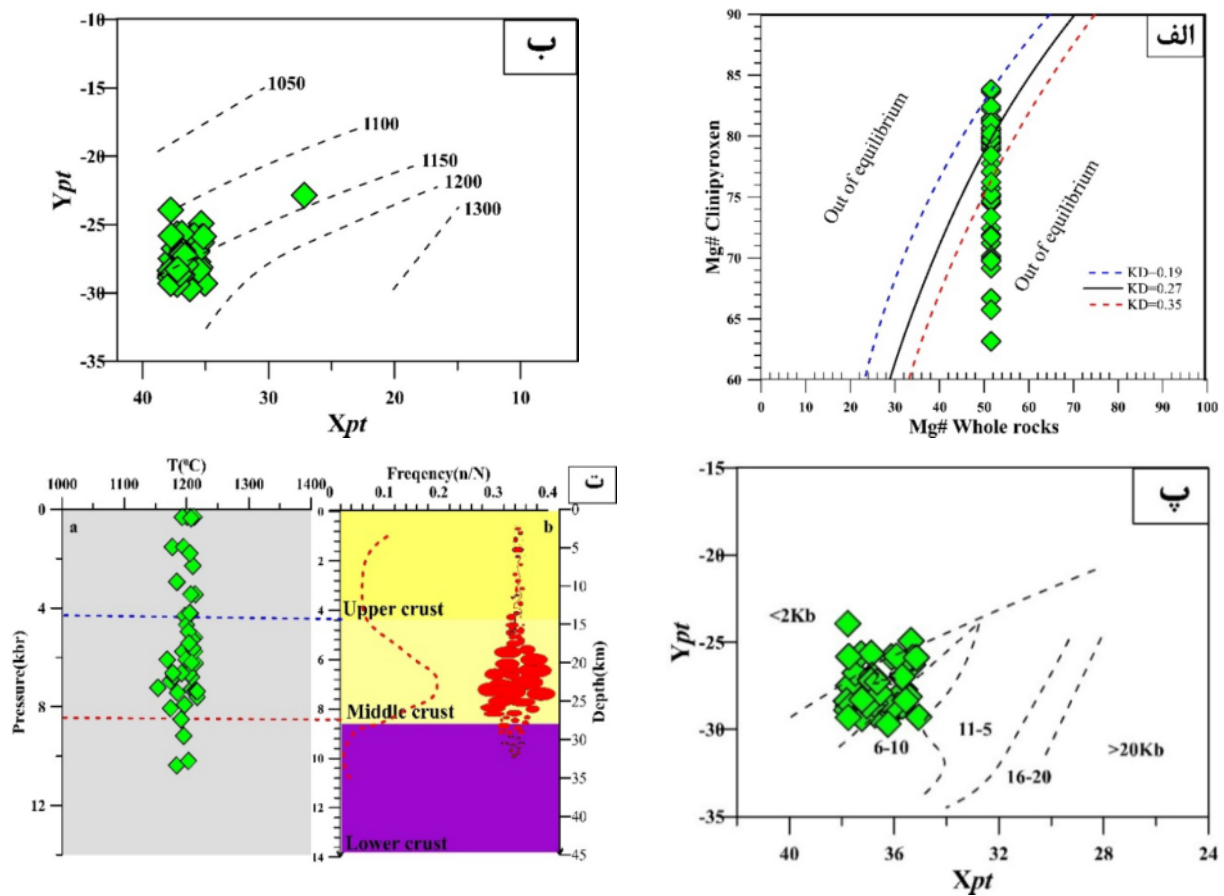 ب
-10
-15
-20
-25
-30
-35
Ypt
1050
1100
1150
1200
1300
40
30
20
10
Xpt
الف
90
85
80
75
70
65
60
Mg# Clinipyroxen
Out of equilibrium
Out of equilibrium
KD=0.19
KD=0.27
KD=0.35
0 10 20 30 40 50 60 70 80 90 100
Mg# Whole rocks
T(⁰C)
1000 1100 1200 1300 1400
a
0
4
8
12
Pressure(kbr)
Freqency(n/N)
0 0.1 0.2 0.3 0.4
ت
b
0
2
4
6
8
10
12
14
Upper crust
Middle crust
Lower crust
0
5
10
15
20
25
30
35
40
45
Depth(km)
پ
-15
-20
-25
-30
-35
Ypt
<2Kb
6-10
11-5
16-20
>20Kb
40 36 32 28 24
Xpt